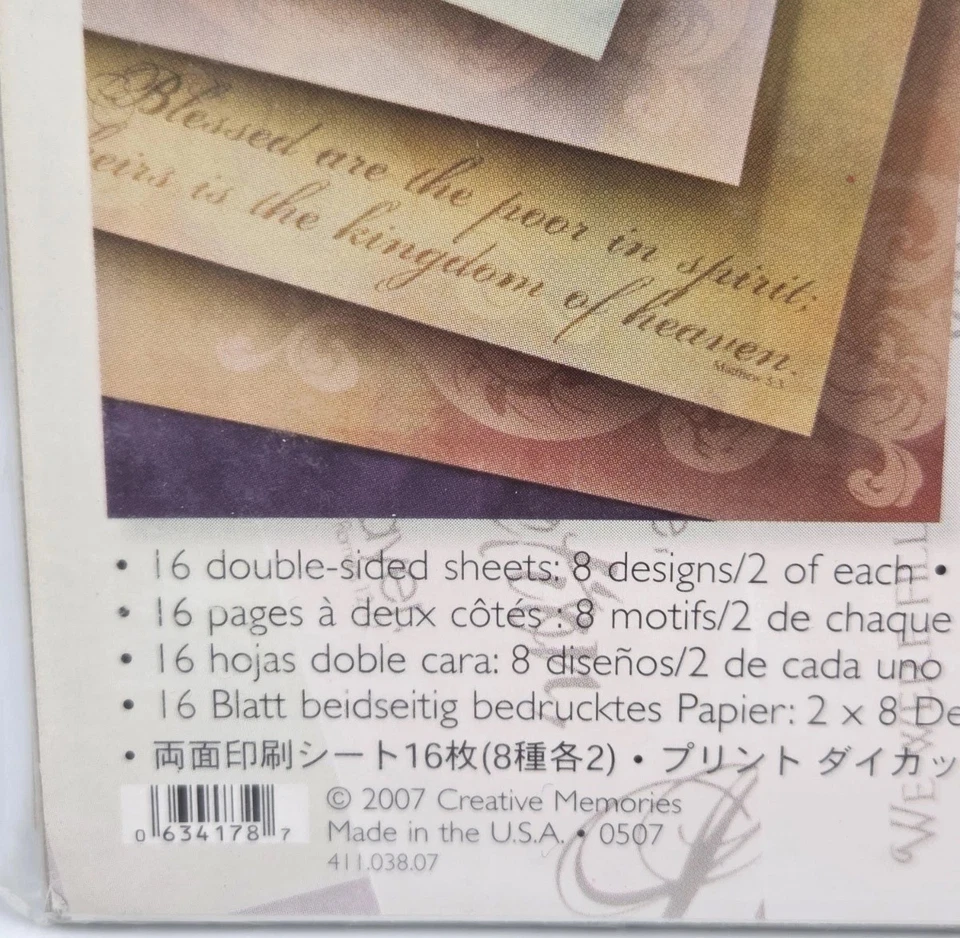 Blessed are the poor in spirit;
heirs is the kingdom of heaven.
Matthew 5:3
• 16 double-sided sheets: 8 designs/2 of each •
• 16 pages à deux côtés : 8 motifs/2 de chaque
• 16 hojas doble cara: 8 diseños/2 de cada uno
• 16 Blatt beidseitig bedrucktes Papier: 2 x 8 De
• 両面印刷シート16枚(8種各2) • プリント ダイカッ
© 2007 Creative Memories
0 634178 7
Made in the U.S.A. • 0507
411.038.07